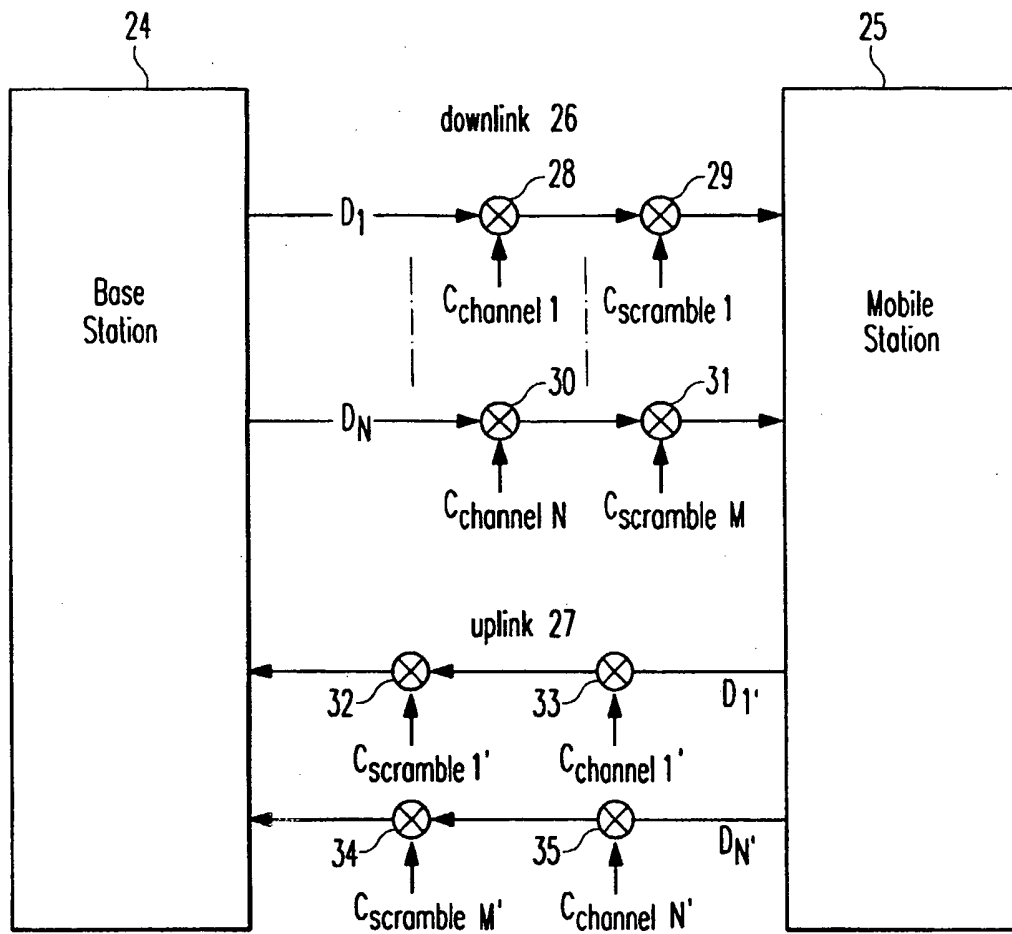 24
25
downlink 26
28
29
D1
Cchannel 1
Cscramble 1
Base
Station
Mobile
Station
30
31
DN
Cchannel N
Cscramble M
uplink 27
32
33
D1'
Cscramble 1'
Cchannel 1'
34
35
DN'
Cscramble M'
Cchannel N'